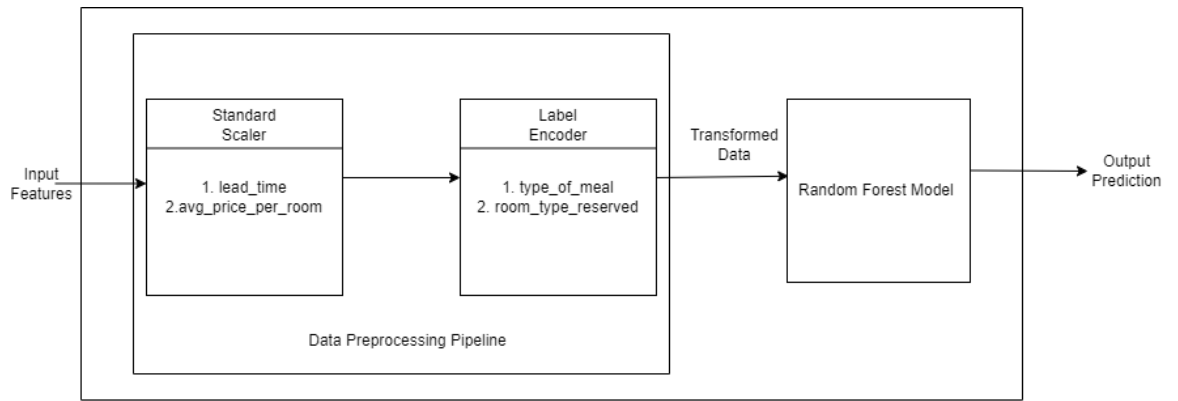 Input
Features
Standard
Scaler
1. lead_time
2.avg_price_per_room
Label
Encoder
1. type_of_meal
2. room_type_reserved
Data Preprocessing Pipeline
Transformed
Data
Random Forest Model
Output
Prediction